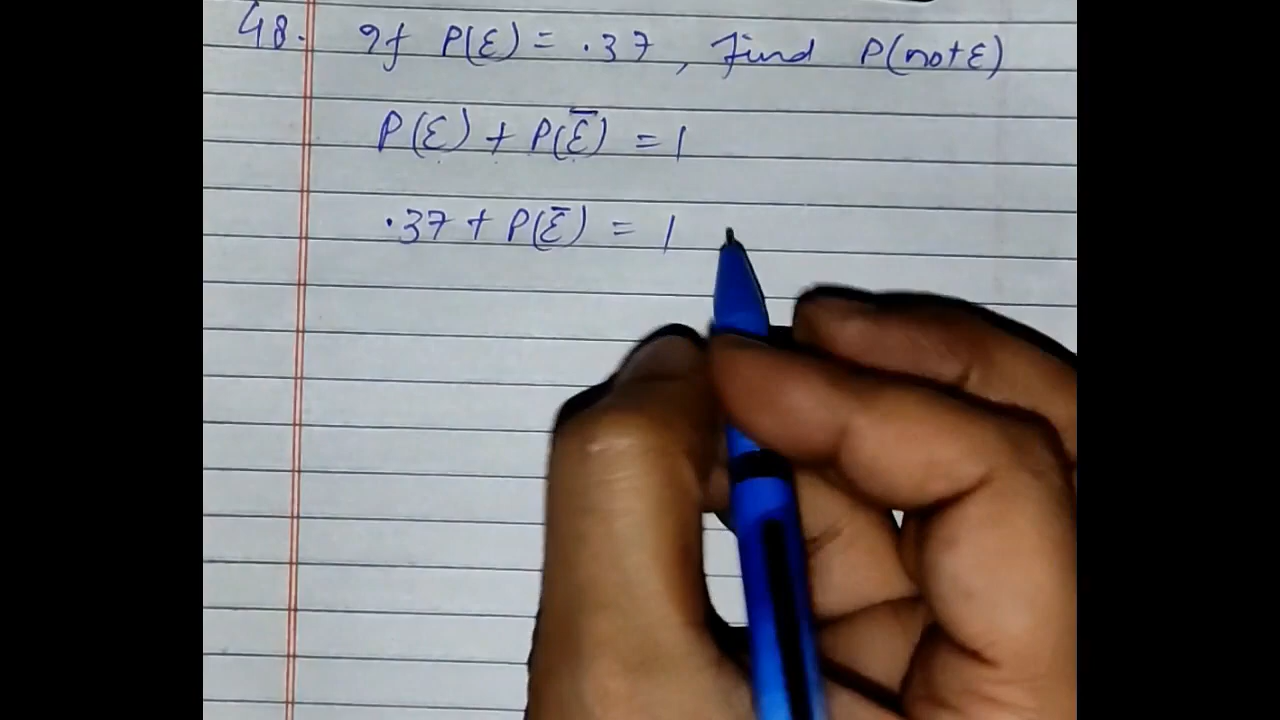 48. If P(E) = .37, find P(not E)
P(E) + P(E̅) = 1
.37 + P(E̅) = 1